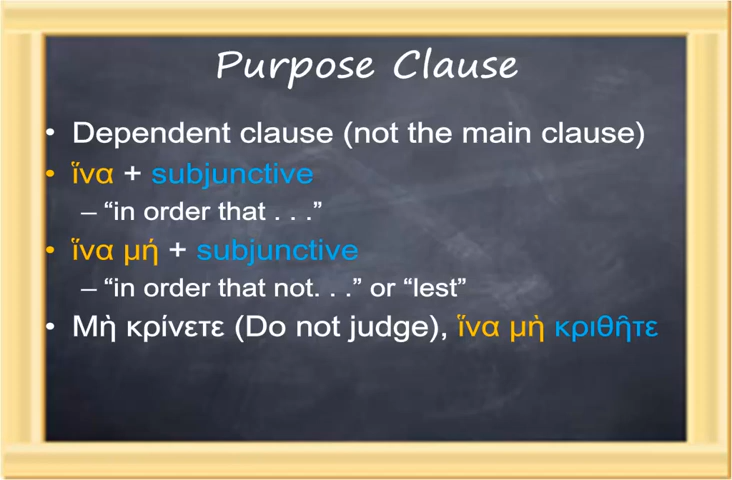 Purpose Clause
• Dependent clause (not the main clause)
• ἵνα + subjunctive
– “in order that . . .”
• ἵνα μή + subjunctive
– “in order that not. . .” or “lest”
• Μὴ κρίνετε (Do not judge), ἵνα μὴ κριθῆτε